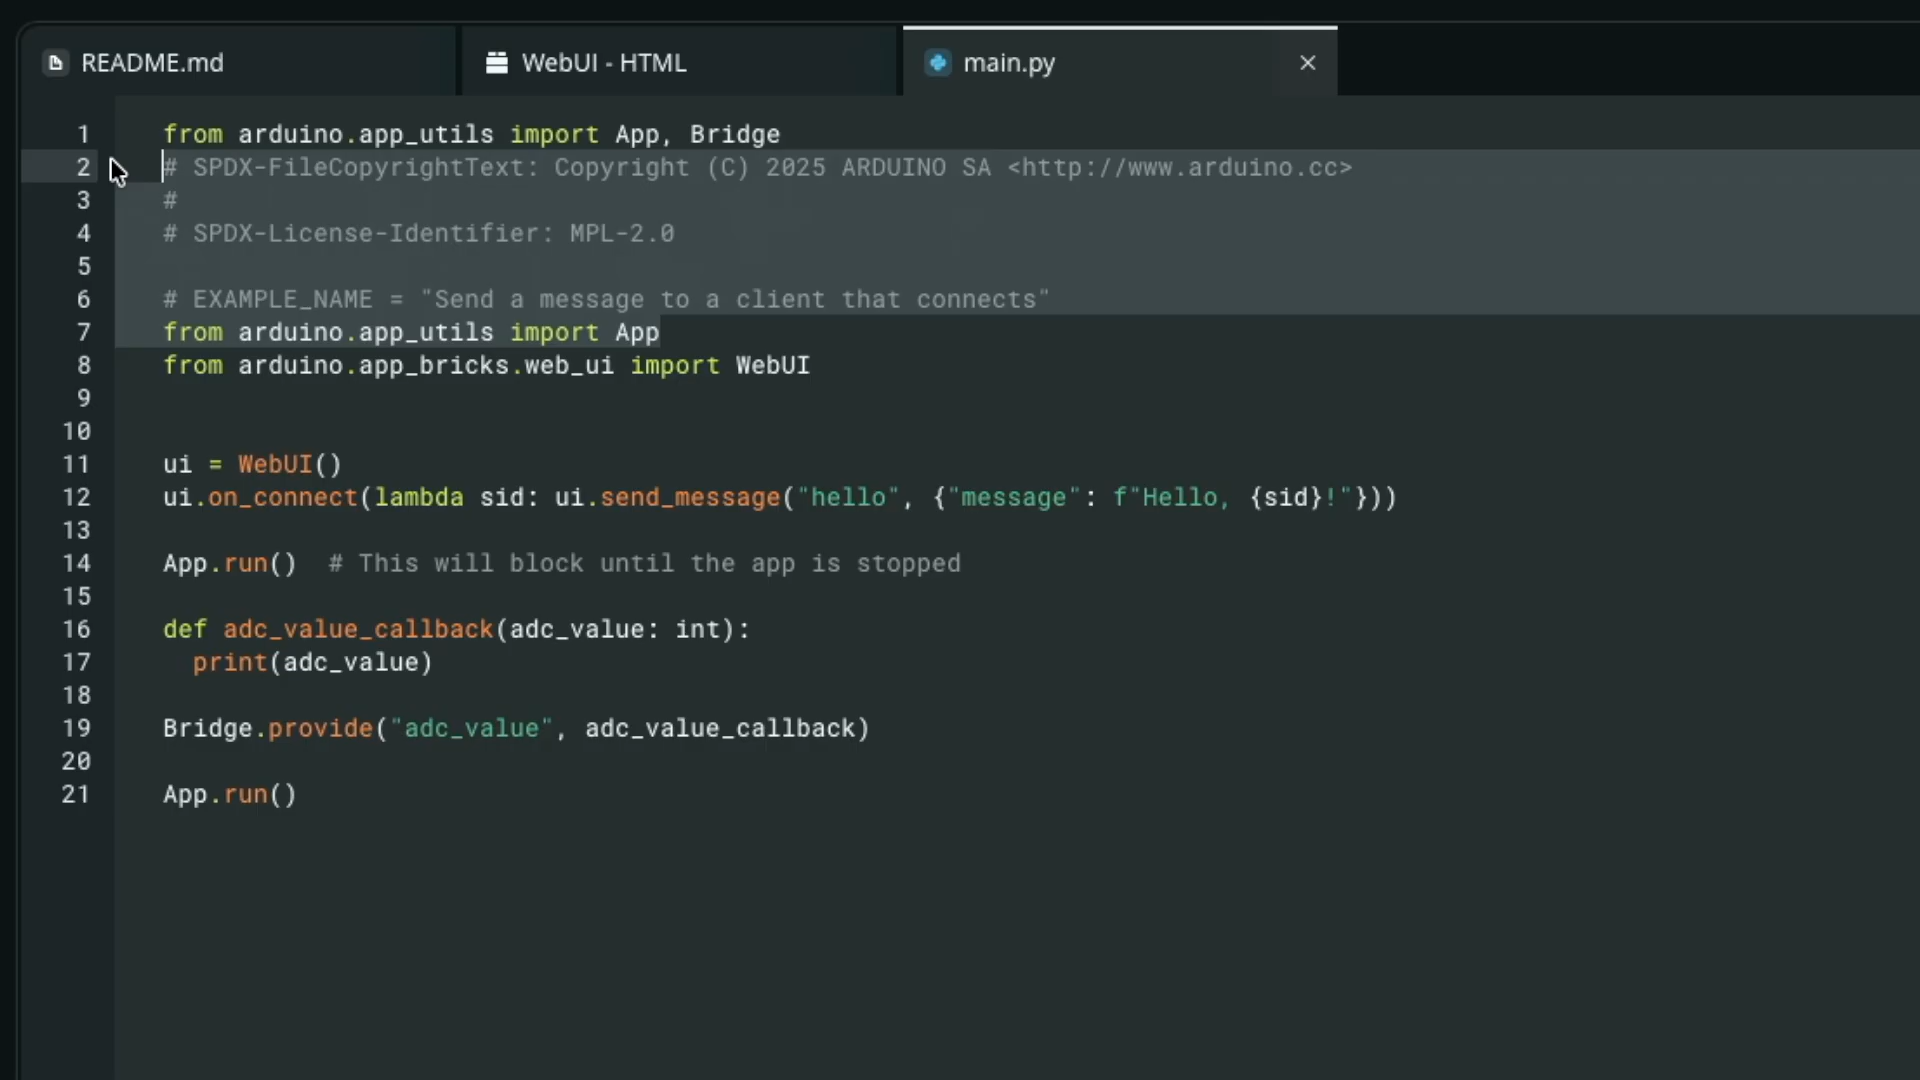 README.md
WebUI - HTML
main.py
1 from arduino.app_utils import App, Bridge
2 # SPDX-FileCopyrightText: Copyright (C) 2025 ARDUINO SA <http://www.arduino.cc>
3 #
4 # SPDX-License-Identifier: MPL-2.0
5
6 # EXAMPLE_NAME = "Send a message to a client that connects"
7 from arduino.app_utils import App
8 from arduino.app_bricks.web_ui import WebUI
9
10
11 ui = WebUI()
12 ui.on_connect(lambda sid: ui.send_message("hello", {"message": f"Hello, {sid}!"}))
13
14 App.run()  # This will block until the app is stopped
15
16 def adc_value_callback(adc_value: int):
17   print(adc_value)
18
19 Bridge.provide("adc_value", adc_value_callback)
20
21 App.run()